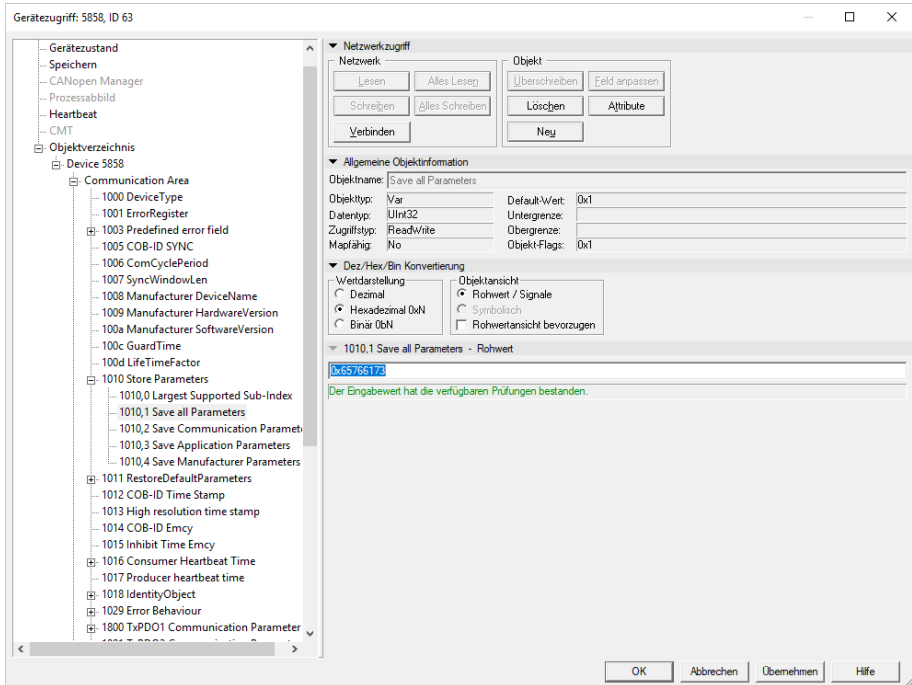 Gerätezugriff: 5858, ID 63
Gerätezustand
Speichern
CANopen Manager
Prozessabbild
Heartbeat
CMT
Objektverzeichnis
Device 5858
Communication Area
1000 DeviceType
1001 ErrorRegister
1003 Predefined error field
1005 COB-ID SYNC
1006 ComCyclePeriod
1007 SyncWindowLen
1008 Manufacturer DeviceName
1009 Manufacturer HardwareVersion
100a Manufacturer SoftwareVersion
100c GuardTime
100d LifeTimeFactor
1010 Store Parameters
1010,0 Largest Supported Sub-Index
1010,1 Save all Parameters
1010,2 Save Communication Paramet
1010,3 Save Application Parameters
1010,4 Save Manufacturer Parameters
1011 RestoreDefaultParameters
1012 COB-ID Time Stamp
1013 High resolution time stamp
1014 COB-ID Emcy
1015 Inhibit Time Emcy
1016 Consumer Heartbeat Time
1017 Producer heartbeat time
1018 IdentityObject
1029 Error Behaviour
1800 TxPDO1 Communication Parameter
Netzwerkzugriff
Netzwerk
Lesen Alles Lesen
Schreiben Alles Schreiben
Verbinden
Objekt
Überschreiben Feld anpassen
Löschen Attribute
Neu
Allgemeine Objektinformation
Objektname: Save all Parameters
Objekttyp: Var Default-Wert: 0x1
Datentyp: UInt32 Untergrenze:
Zugriffstyp: ReadWrite Obergrenze:
Mapfähig: No Objekt-Flags: 0x1
Dez/Hex/Bin Konvertierung
Wertdarstellung
Dezimal
Hexadezimal 0xN
Binär 0bN
Objektansicht
Rohwert / Signale
Symbolisch
Rohwertansicht bevorzugen
1010,1 Save all Parameters - Rohwert
0x65766173
Der Eingabewert hat die verfügbaren Prüfungen bestanden.
OK Abbrechen Übernehmen Hilfe